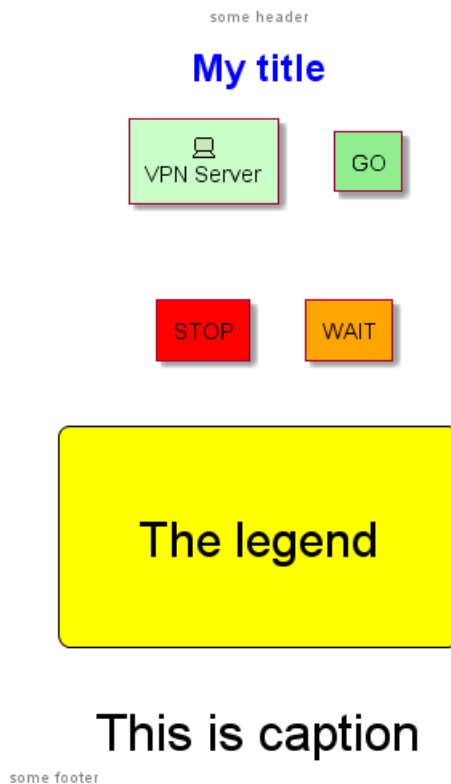 some header
My title
VPN Server
GO
STOP
WAIT
The legend
This is caption
some footer